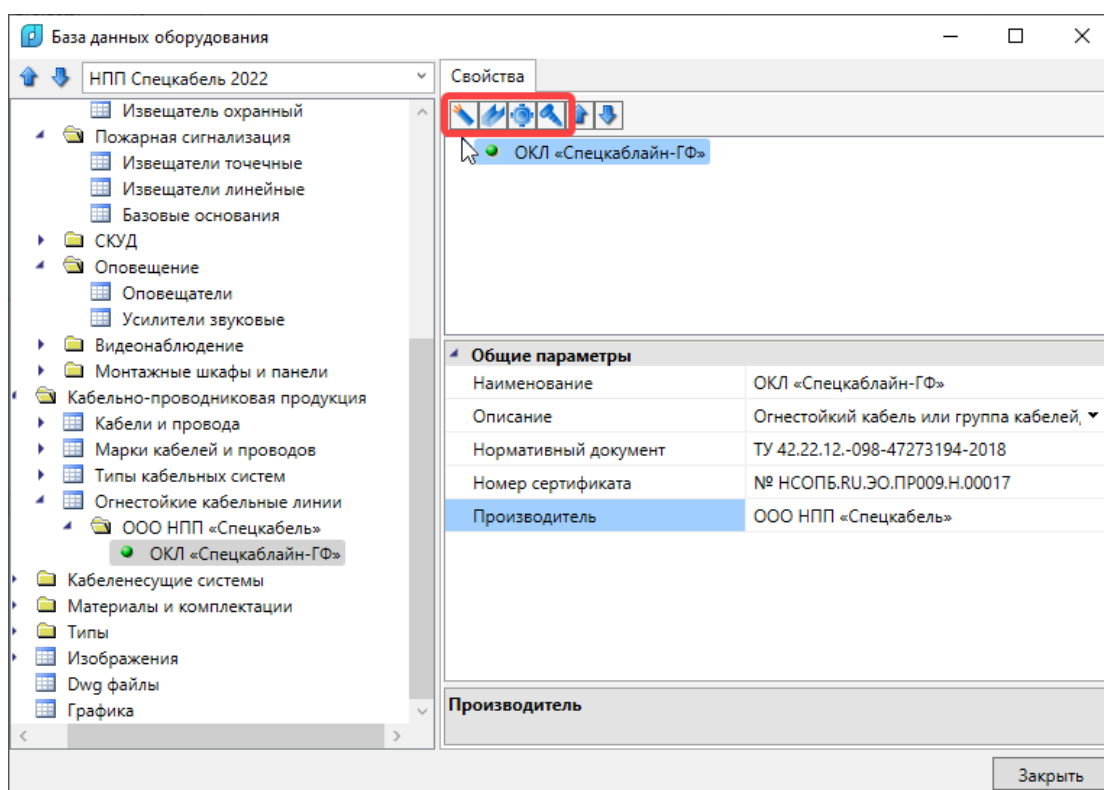 База данных оборудования
НПП Спецкабель 2022
Извещатель охранный
Пожарная сигнализация
Извещатели точечные
Извещатели линейные
Базовые основания
СКУД
Оповещение
Оповещатели
Усилители звуковые
Видеонаблюдение
Монтажные шкафы и панели
Кабельно-проводниковая продукция
Кабели и провода
Марки кабелей и проводов
Типы кабельных систем
Огнестойкие кабельные линии
ООО НПП «Спецкабель»
ОКЛ «Спецкаблайн-ГФ»
Кабеленесущие системы
Материалы и комплектации
Типы
Изображения
Dwg файлы
Графика
Свойства
ОКЛ «Спецкаблайн-ГФ»
Общие параметры
Наименование ОКЛ «Спецкаблайн-ГФ»
Описание Огнестойкий кабель или группа кабелей,
Нормативный документ ТУ 42.22.12.-098-47273194-2018
Номер сертификата № НСОПБ.RU.ЭО.ПР009.Н.00017
Производитель ООО НПП «Спецкабель»
Производитель
Закрыть